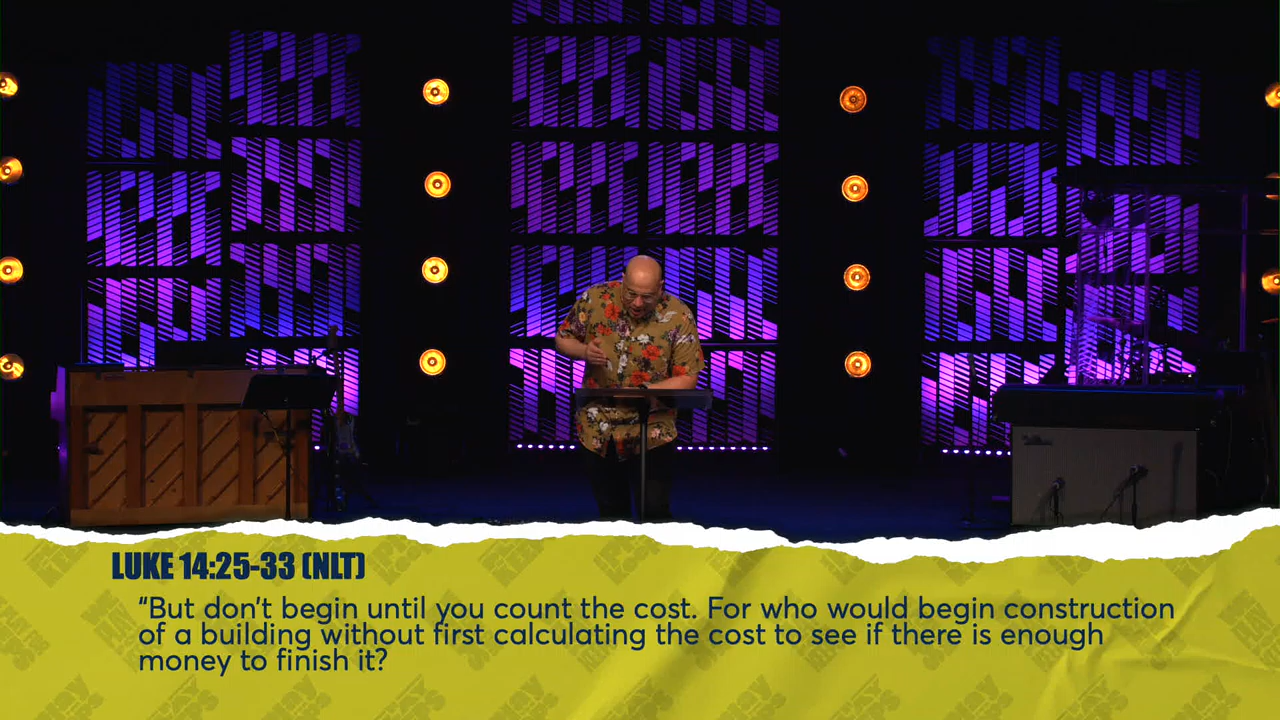 LUKE 14:25-33 (NLT)
"But don't begin until you count the cost. For who would begin construction
of a building without first calculating the cost to see if there is enough
money to finish it?